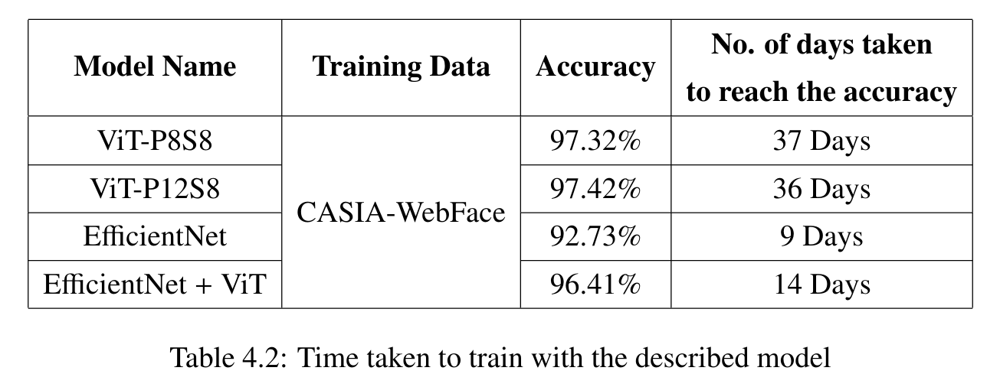 Model Name Training Data Accuracy No. of days taken
to reach the accuracy
ViT-P8S8 97.32% 37 Days
ViT-P12S8 97.42% 36 Days
CASIA-WebFace
EfficientNet 92.73% 9 Days
EfficientNet + ViT 96.41% 14 Days
Table 4.2: Time taken to train with the described model